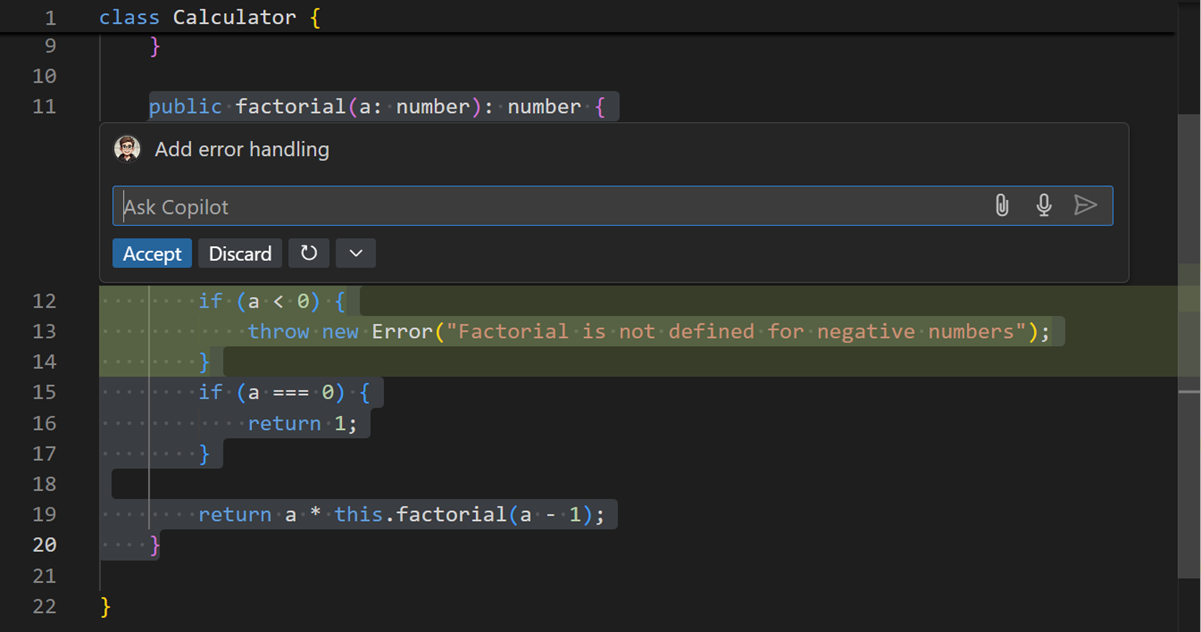 1 class Calculator {
9     }
10
11     public factorial(a: number): number {
Add error handling
Ask Copilot
Accept Discard
12         if (a < 0) {
13             throw new Error("Factorial is not defined for negative numbers");
14         }
15         if (a === 0) {
16             return 1;
17         }
18
19         return a * this.factorial(a - 1);
20     }
21
22 }